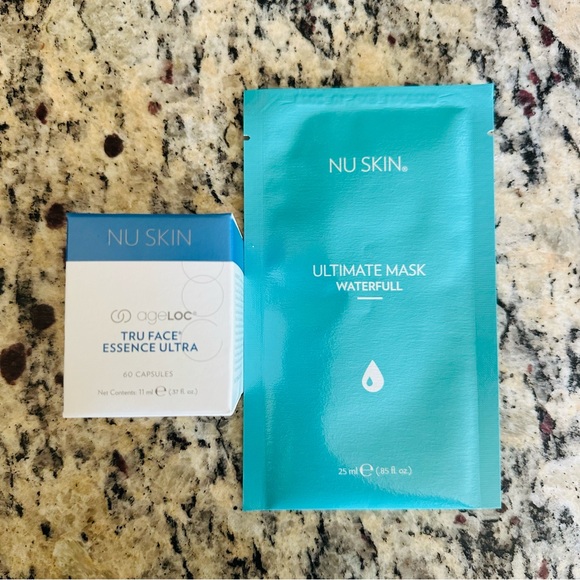 NU SKIN
ageLOC®
TRU FACE®
ESSENCE ULTRA
60 CAPSULES
Net Contents: 11 ml ℮ (.37 fl. oz.)
NU SKIN®
ULTIMATE MASK
WATERFULL
25 ml ℮ (.85 fl. oz.)